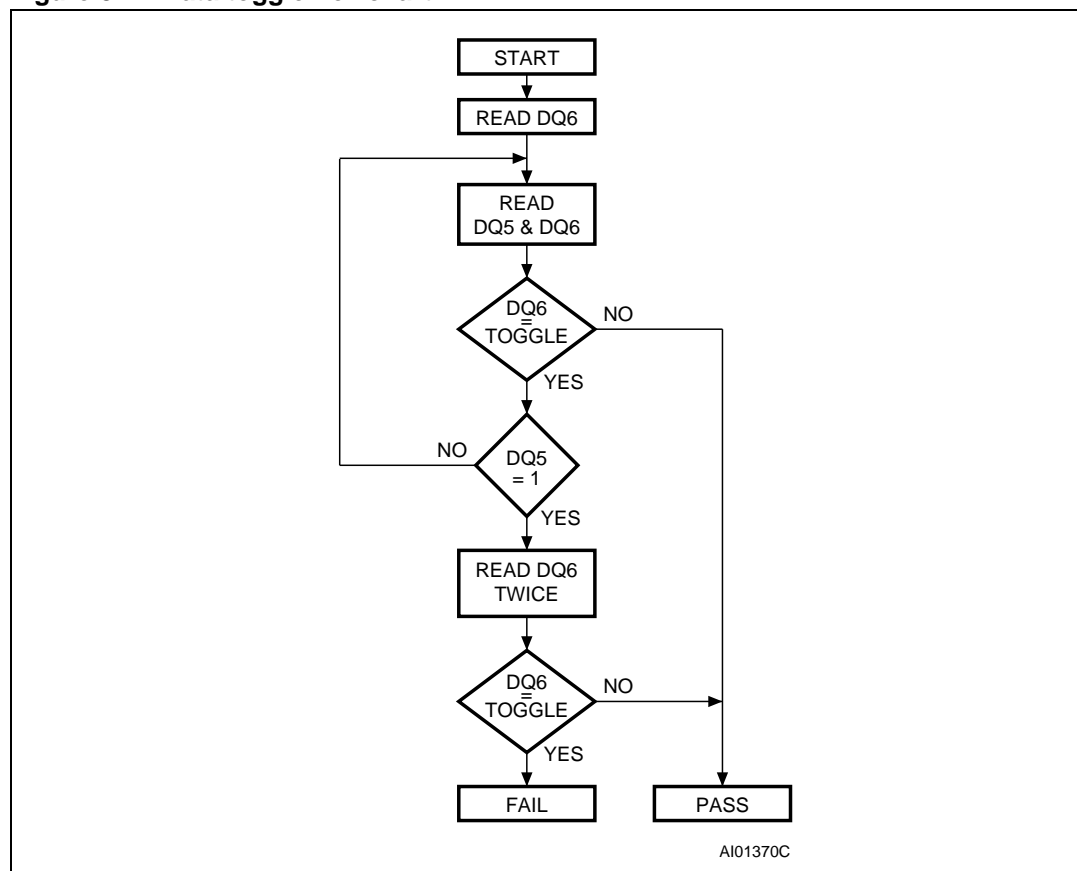 START
READ DQ6
READ
DQ5 & DQ6
DQ6
=
TOGGLE
NO
YES
NO
DQ5
= 1
YES
READ DQ6
TWICE
DQ6
=
TOGGLE
NO
YES
FAIL
PASS
AI01370C